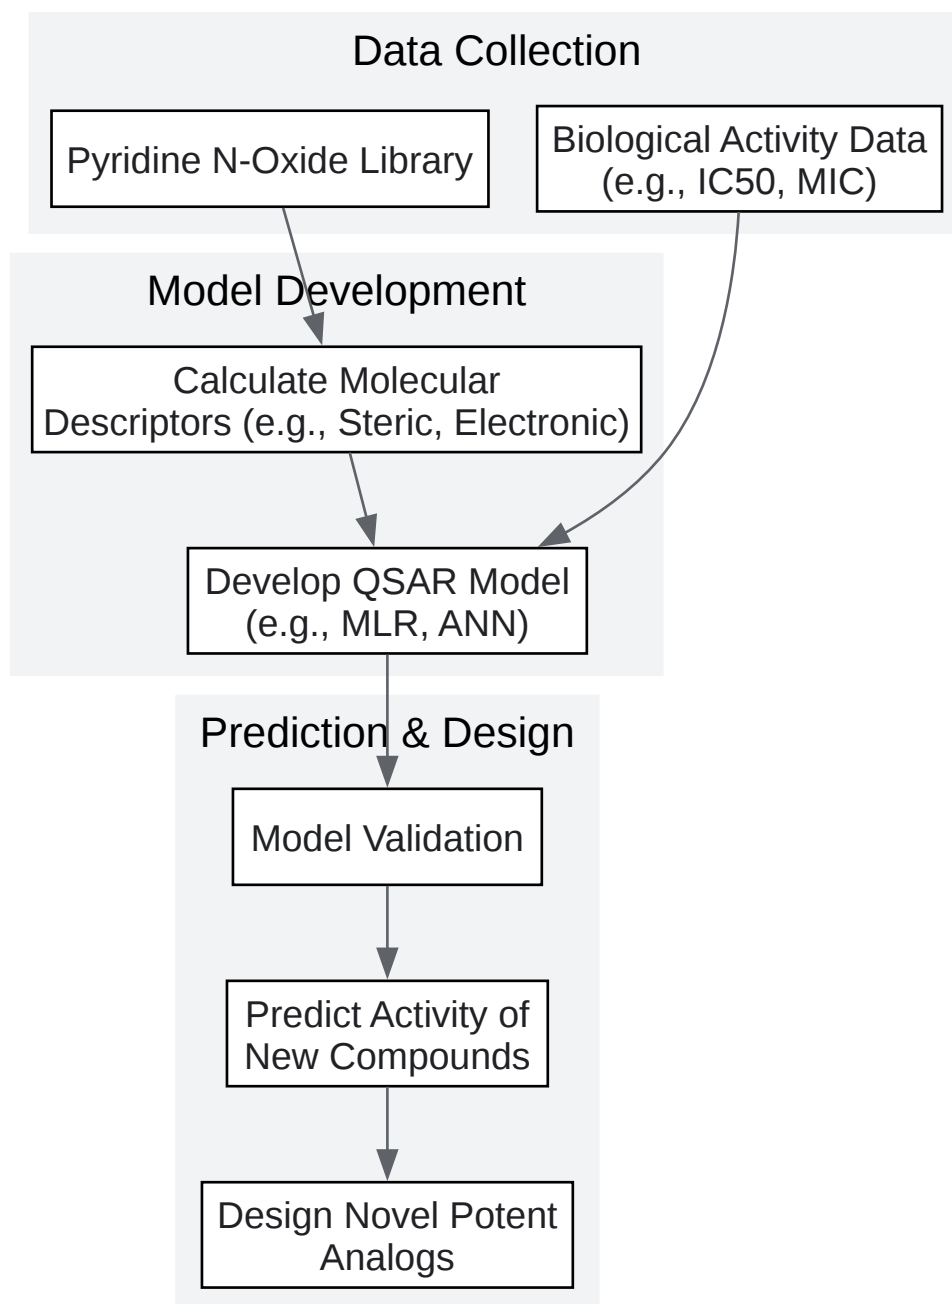 Data Collection
Pyridine N-Oxide Library
Biological Activity Data
(e.g., IC50, MIC)
Model Development
Calculate Molecular
Descriptors (e.g., Steric, Electronic)
Develop QSAR Model
(e.g., MLR, ANN)
Prediction & Design
Model Validation
Predict Activity of
New Compounds
Design Novel Potent
Analogs